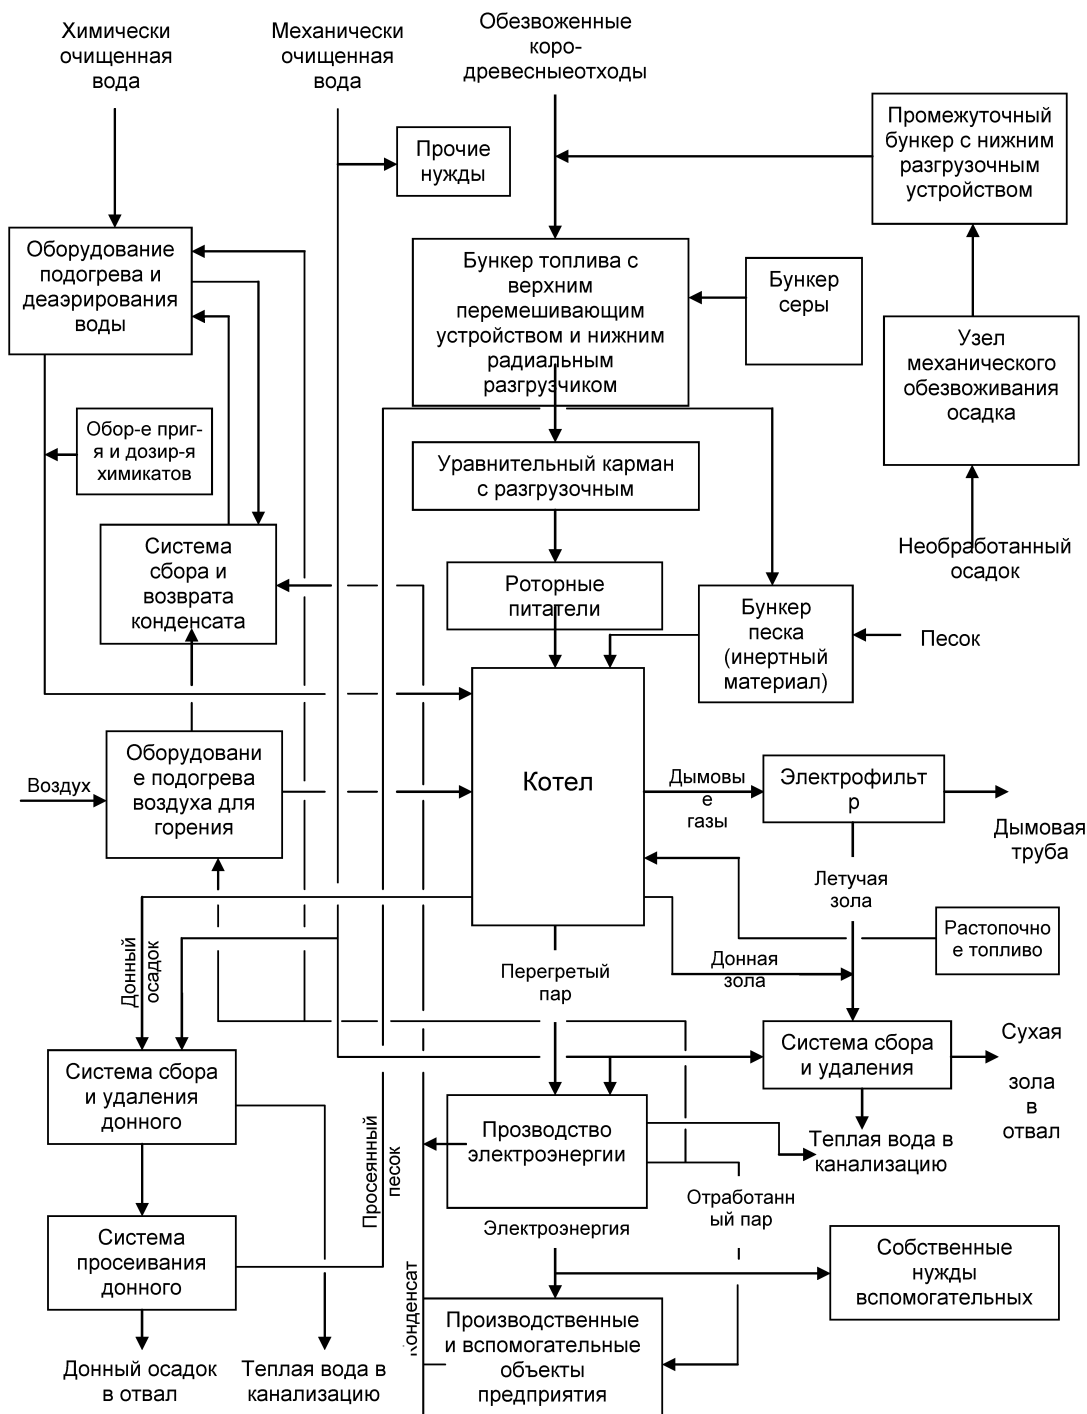 Химически
очищенная
вода
Механически
очищенная
вода
Обезвоженные
коро-
древесныеотходы
Промежуточный
бункер с нижним
разгрузочным
устройством
Прочие
нужды
Оборудование
подогрева и
деаэрирования
воды
Бункер топлива с
верхним
перемешивающим
устройством и нижним
радиальным
разгрузчиком
Бункер
серы
Узел
механического
обезвоживания
осадка
Обор-е приг-
я и дозир-я
химикатов
Уравнительный карман
с разгрузочным
Система
сбора и
возврата
конденсата
Роторные
питатели
Необработанный
осадок
Бункер
песка
(инертный
материал)
Песок
Воздух
Оборудовани
е подогрева
воздуха для
горения
Котел
Дымовы
е
газы
Электрофильт
р
Дымовая
труба
Летучая
зола
Растопочно
е топливо
Донный
осадок
Перегретый
пар
Донная
зола
Система сбора
и удаления
донного
Система сбора
и удаления
Сухая
зола
в
отвал
Просеянный
песок
Прозводство
электроэнергии
Теплая вода в
канализацию
Отработанн
ый пар
Система
просеивания
донного
Электроэнергия
Собственные
нужды
вспомогательных
Конденсат
Производственные
и вспомогательные
объекты
предприятия
Донный осадок
в отвал
Теплая вода в
канализацию